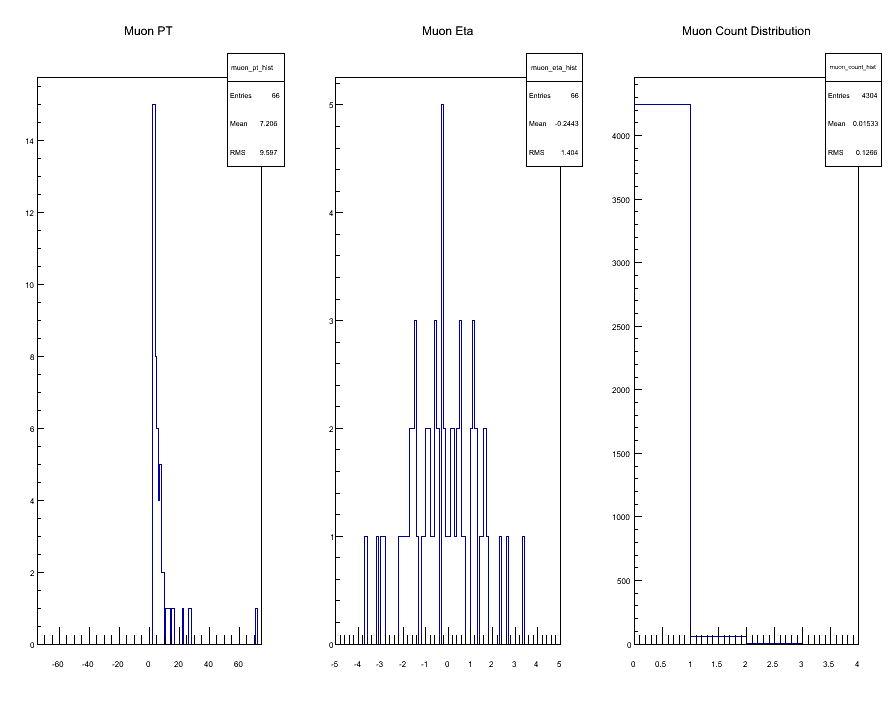 Muon PT
muon_pt_hist
Entries 66
Mean 7.206
RMS 9.597
14
12
10
8
6
4
2
0
-60 -40 -20 0 20 40 60
Muon Eta
muon_eta_hist
Entries 66
Mean -0.2443
RMS 1.404
5
4
3
2
1
0
-5 -4 -3 -2 -1 0 1 2 3 4 5
Muon Count Distribution
muon_count_hist
Entries 4304
Mean 0.01533
RMS 0.1266
4000
3500
3000
2500
2000
1500
1000
500
0
0 0.5 1 1.5 2 2.5 3 3.5 4